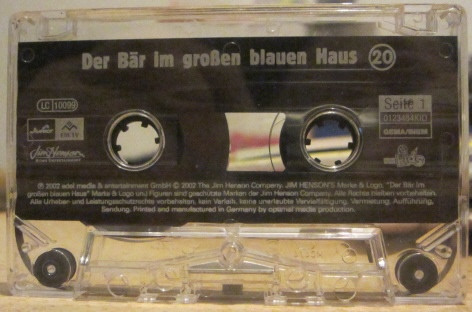 Der Bär im großen blauen Haus 20
LC 10099
Seite 1
0123484KID
GEMA/BIEM
edel
Jim Henson
℗ 2002 edel media & entertainment GmbH © 2002 The Jim Henson Company. JIM HENSON'S Marke & Logo, "Der Bär im
großen blauen Haus" Marke & Logo und Figuren sind geschützte Marken der Jim Henson Company. Alle Rechte bleiben vorbehalten.
Alle Urheber- und Leistungsschutzrechte vorbehalten, kein Verleih, keine unerlaubte Vervielfältigung, Vermietung, Aufführung,
Sendung. Printed and manufactured in Germany by optimal media production.